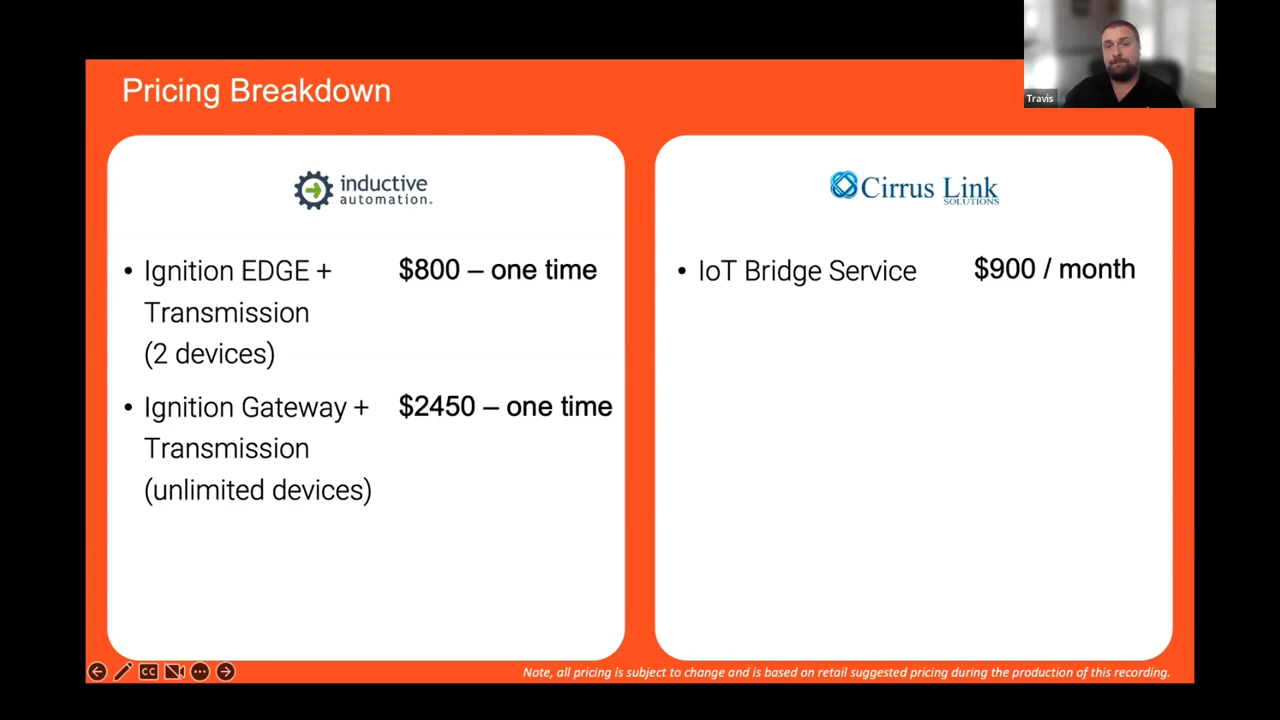 Travis
Pricing Breakdown
inductive
automation.
• Ignition EDGE +
Transmission
(2 devices)
$800 – one time
• Ignition Gateway +
Transmission
(unlimited devices)
$2450 – one time
Cirrus Link
SOLUTIONS
• IoT Bridge Service
$900 / month
CC
Note, all pricing is subject to change and is based on retail suggested pricing during the production of this recording.